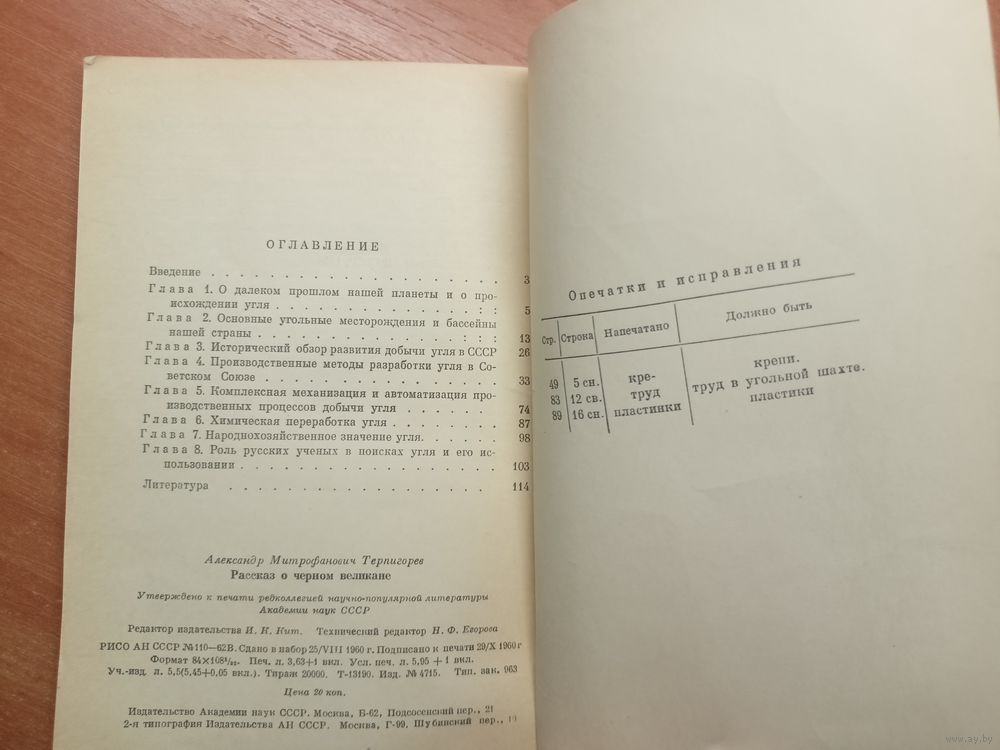 ОГЛАВЛЕНИЕ
Введение . . . . . . . . . . . . . . . . . . . . 3
Глава 1. О далеком прошлом нашей планеты и о про-
исхождении угля . . . . . . . . . . . . . : : 5
Глава 2. Основные угольные месторождения и бассейны
нашей страны . . . . . . . . . . . . . . : : : 13
Глава 3. Исторический обзор развития добычи угля в СССР 26
Глава 4. Производственные методы разработки угля в Со-
ветском Союзе . . . . . . . . . . . . . . . . 33
Глава 5. Комплексная механизация и автоматизация про-
изводственных процессов добычи угля . . . . . . 74
Глава 6. Химическая переработка угля . . . . . . . 87
Глава 7. Народнохозяйственное значение угля. . . . . . 98
Глава 8. Роль русских ученых в поисках угля и его ис-
пользовании . . . . . . . . . . . . . . . . . 103
Литература . . . . . . . . . . . . . . . . . . 114
Александр Митрофанович Терпигорев
Рассказ о черном великане
Утверждено к печати редколлегией научно-популярной литературы
Академии наук СССР
Редактор издательства И. К. Кит. Технический редактор Н. Ф. Егорова
РИСО АН СССР №110—62В. Сдано в набор 25/VIII 1960 г. Подписано к печати 29/X 1960 г
Формат 84×108¹/₃₂. Печ. л. 3,63+1 вкл. Усл. печ. л. 5,95 + 1 вкл.
Уч.-изд. л. 5,5(5,45+0,05 вкл.). Тираж 20000. Т-13190. Изд. № 4715. Тип. зак. 963
Цена 20 коп.
Издательство Академии наук СССР. Москва, Б-62, Подсосенский пер., 21
2-я типография Издательства АН СССР. Москва, Г-99, Шубинский пер., 10
Опечатки и исправления
Стр. Строка Напечатано Должно быть
49 5 сн. кре- крепи.
83 12 св. труд труд в угольной шахте.
89 16 сн. пластинки пластики
www.ay.by